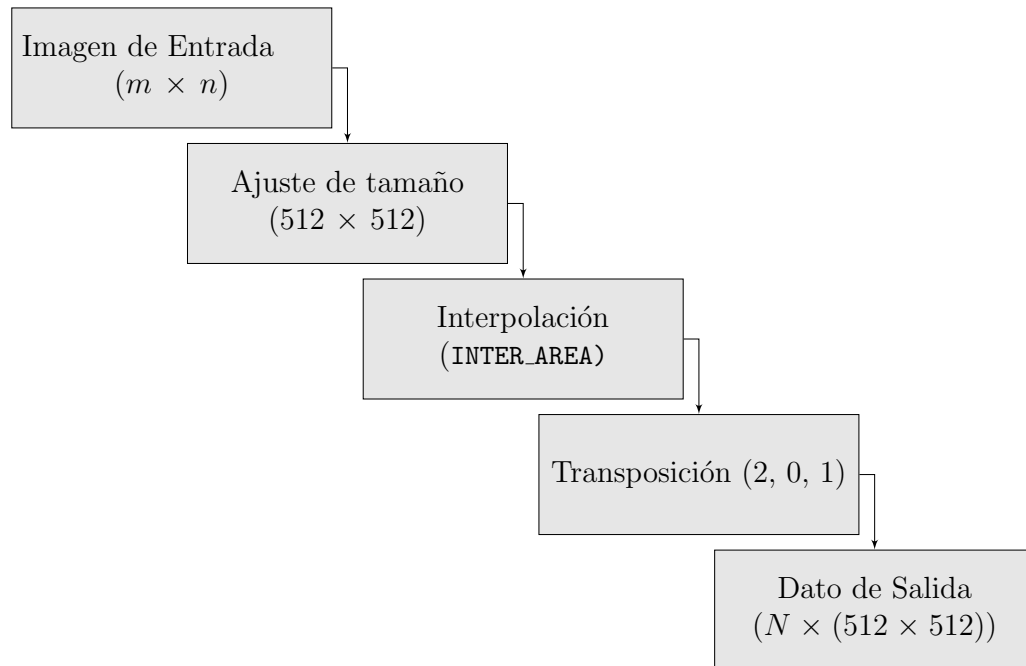 Imagen de Entrada
(m × n)
Ajuste de tamaño
(512 × 512)
Interpolación
(INTER_AREA)
Transposición (2, 0, 1)
Dato de Salida
(N × (512 × 512))